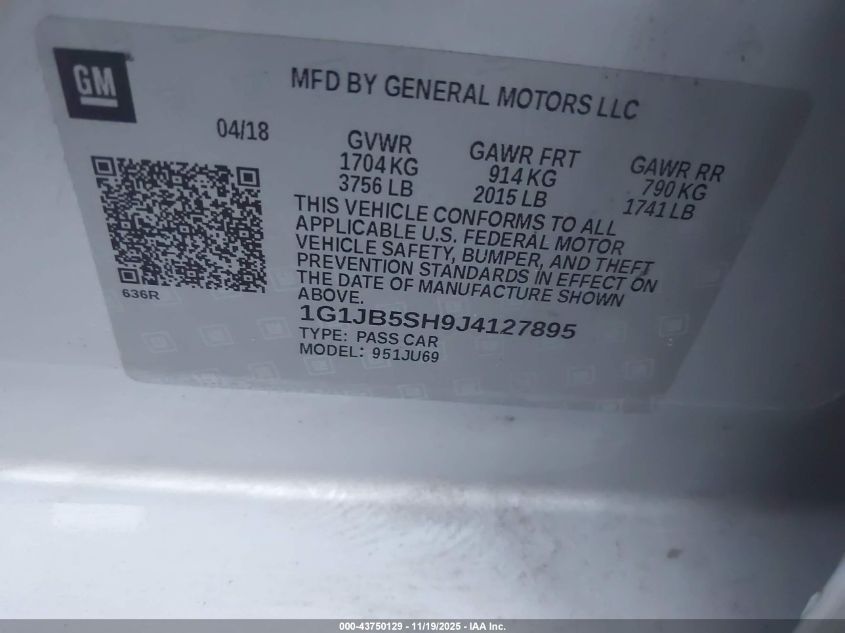 GM
MFD BY GENERAL MOTORS LLC
04/18
GVWR
1704 KG
3756 LB
GAWR FRT
914 KG
2015 LB
GAWR RR
790 KG
1741 LB
THIS VEHICLE CONFORMS TO ALL
APPLICABLE U.S. FEDERAL MOTOR
VEHICLE SAFETY, BUMPER, AND THEFT
PREVENTION STANDARDS IN EFFECT ON
THE DATE OF MANUFACTURE SHOWN
ABOVE.
636R
1G1JB5SH9J4127895
TYPE: PASS CAR
MODEL: 951JU69
000-43750129 - 11/19/2025 - IAA Inc.